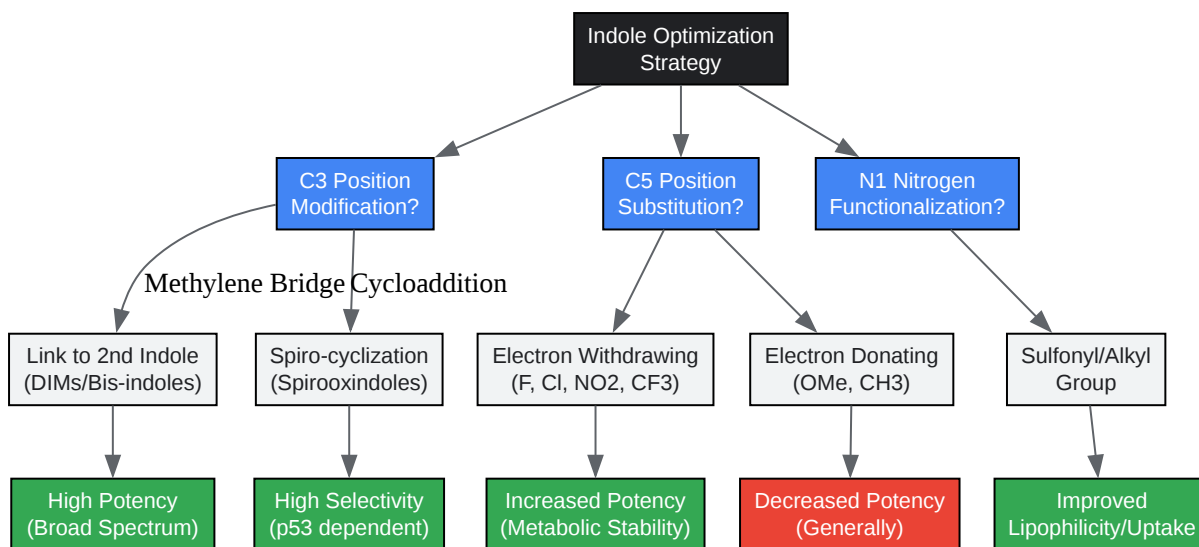 Indole Optimization
Strategy
C3 Position
Modification?
C5 Position
Substitution?
N1 Nitrogen
Functionalization?
Methylene Bridge
Cycloaddition
Link to 2nd Indole
(DIMs/Bis-indoles)
Spiro-cyclization
(Spirooxindoles)
Electron Withdrawing
(F, Cl, NO2, CF3)
Electron Donating
(OMe, CH3)
Sulfonyl/Alkyl
Group
High Potency
(Broad Spectrum)
High Selectivity
(p53 dependent)
Increased Potency
(Metabolic Stability)
Decreased Potency
(Generally)
Improved
Lipophilicity/Uptake